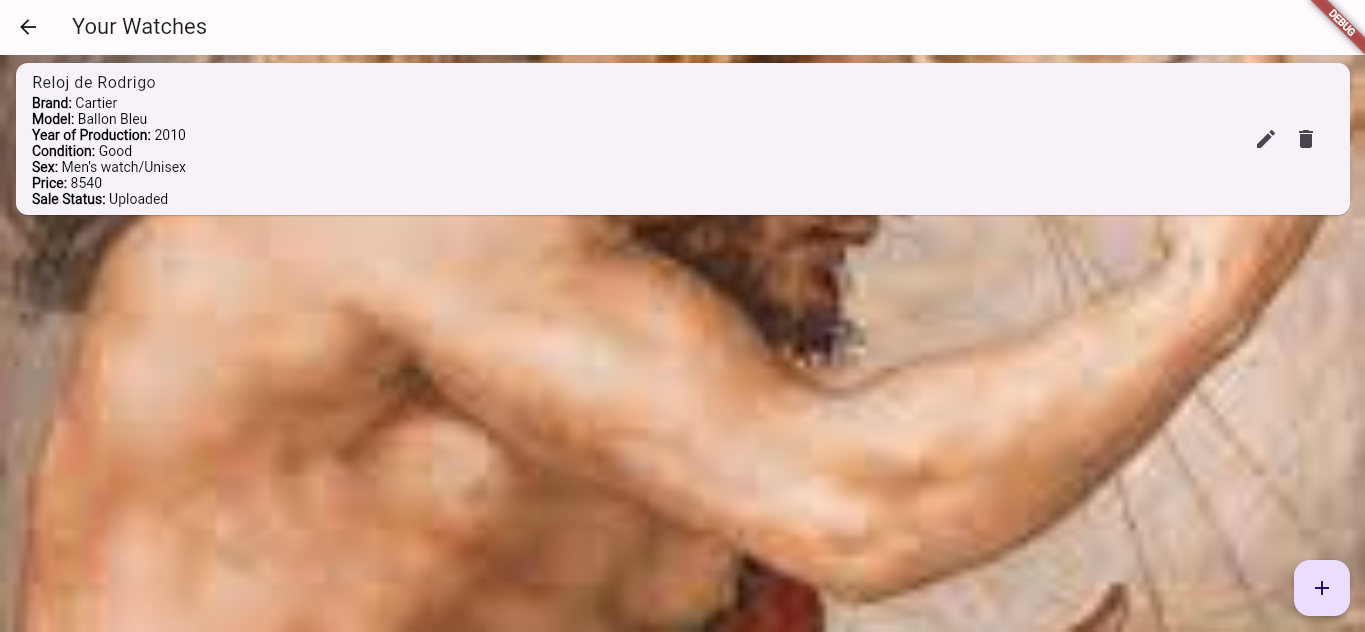 Your Watches
DEBUG
Reloj de Rodrigo
Brand: Cartier
Model: Ballon Bleu
Year of Production: 2010
Condition: Good
Sex: Men's watch/Unisex
Price: 8540
Sale Status: Uploaded